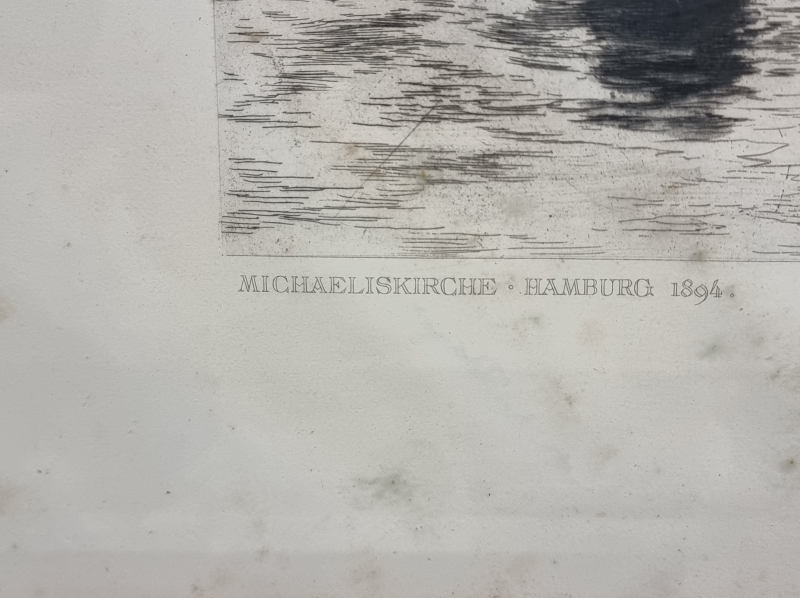 MICHAELISKIRCHE • HAMBURG 1894.